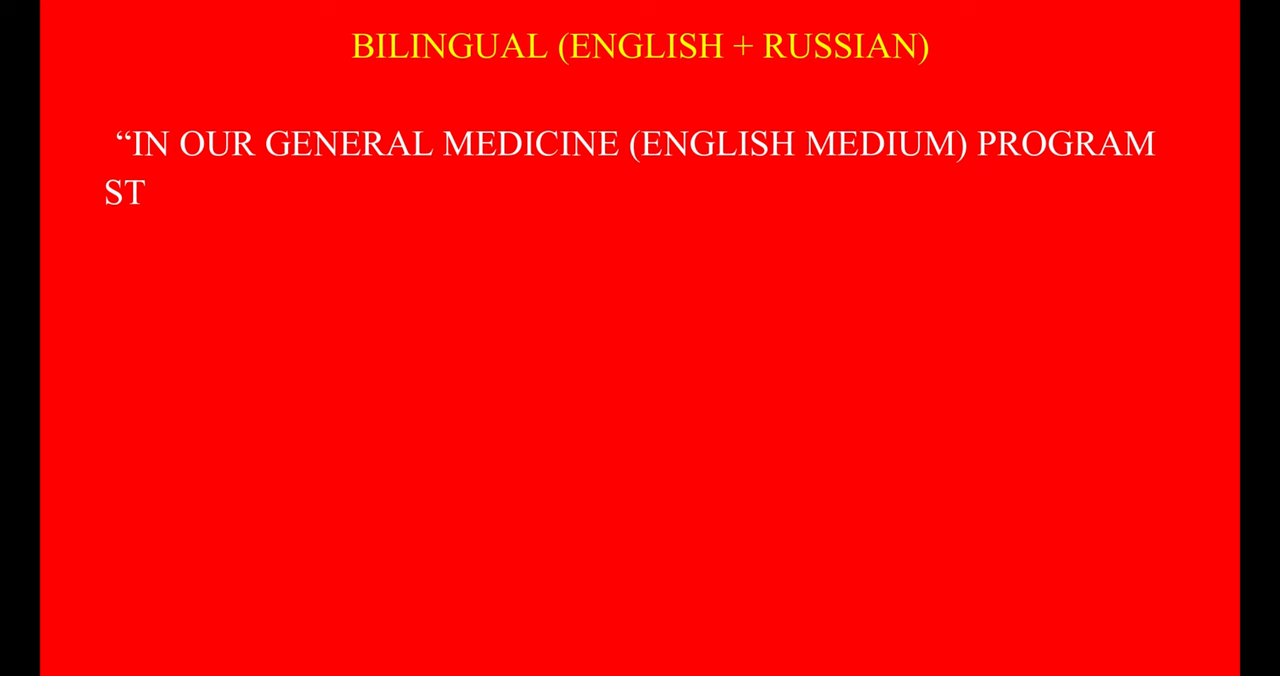 BILINGUAL (ENGLISH + RUSSIAN)
“IN OUR GENERAL MEDICINE (ENGLISH MEDIUM) PROGRAM
ST